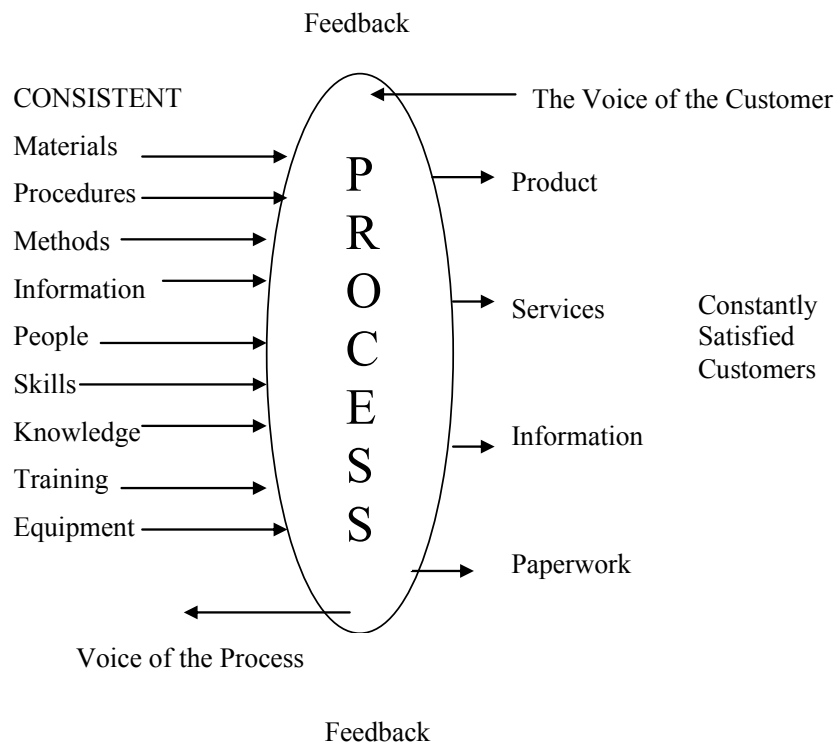 Feedback
CONSISTENT
The Voice of the Customer
Materials
Procedures
Methods
Information
People
Skills
Knowledge
Training
Equipment
P
R
O
C
E
S
S
Product
Services
Information
Paperwork
Constantly
Satisfied
Customers
Voice of the Process
Feedback